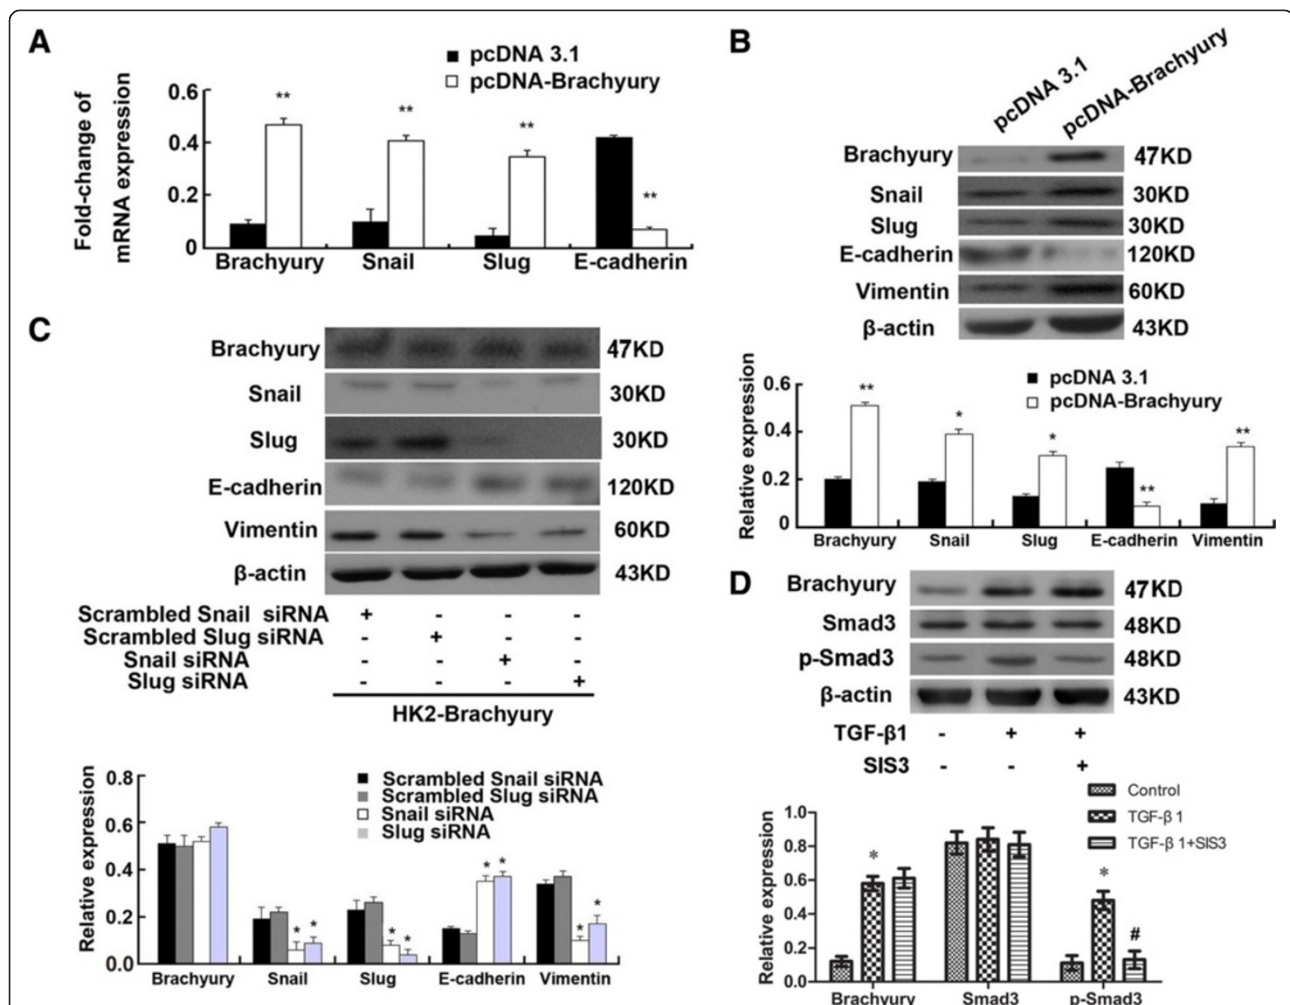 A
pcDNA 3.1
pcDNA-Brachyury
Fold-change of
mRNA expression
0.6
0.4
0.2
0
** ** ** **
Brachyury Snail Slug E-cadherin
B
pcDNA 3.1
pcDNA-Brachyury
Brachyury 47KD
Snail 30KD
Slug 30KD
E-cadherin 120KD
Vimentin 60KD
β-actin 43KD
pcDNA 3.1
pcDNA-Brachyury
Relative expression
0.6
0.4
0.2
0
** * * ** **
Brachyury Snail Slug E-cadherin Vimentin
C
Brachyury 47KD
Snail 30KD
Slug 30KD
E-cadherin 120KD
Vimentin 60KD
β-actin 43KD
Scrambled Snail siRNA + - - -
Scrambled Slug siRNA - + - -
Snail siRNA - - + -
Slug siRNA - - - +
HK2-Brachyury
Scrambled Snail siRNA
Scrambled Slug siRNA
Snail siRNA
Slug siRNA
Relative expression
0.8
0.6
0.4
0.2
0.0
* * * * * * * *
Brachyury Snail Slug E-cadherin Vimentin
D
Brachyury 47KD
Smad3 48KD
p-Smad3 48KD
β-actin 43KD
TGF-β1 - + +
SIS3 - - +
Control
TGF-β 1
TGF-β 1+SIS3
Relative expression
1.0
0.8
0.6
0.4
0.2
0.0
* * #
Brachyury Smad3 p-Smad3